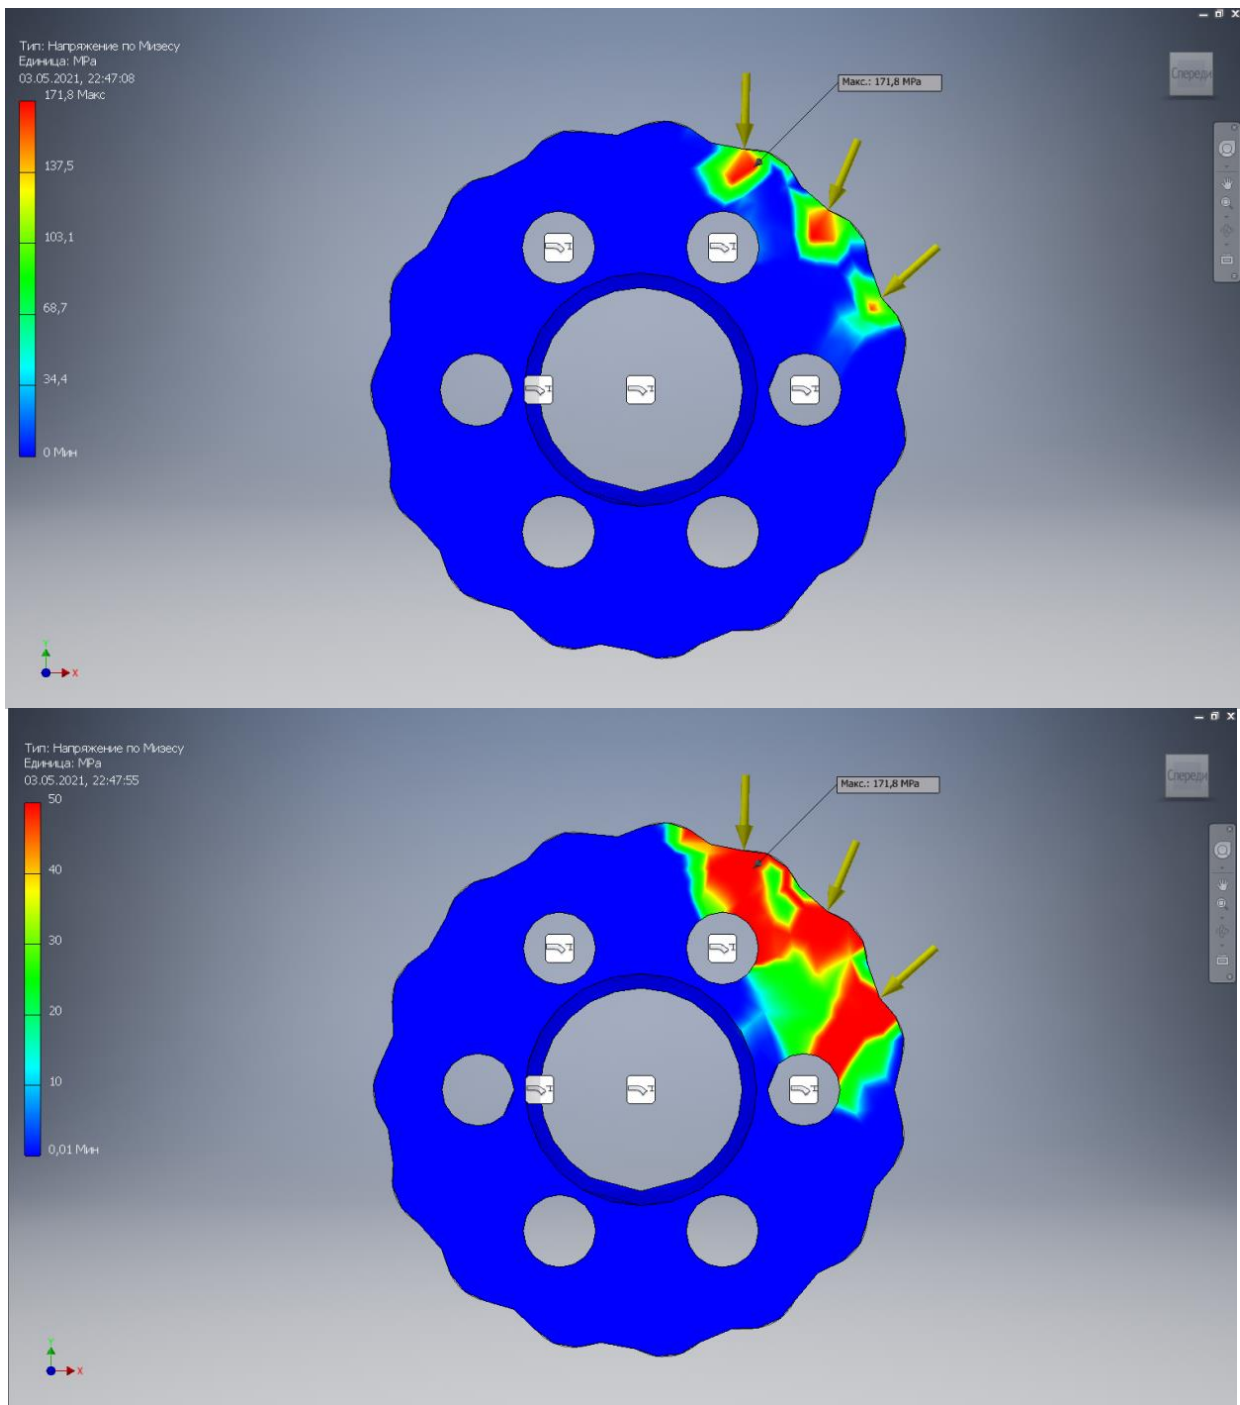 Тип: Напряжение по Мизесу
Единица: MPa
03.05.2021, 22:47:08
171,8 Макс
137,5
103,1
68,7
34,4
0 Мин
Макс.: 171,8 MPa
Спереди
Y
X
Тип: Напряжение по Мизесу
Единица: MPa
03.05.2021, 22:47:55
50
40
30
20
10
0,01 Мин
Макс.: 171,8 MPa
Спереди
Y
X